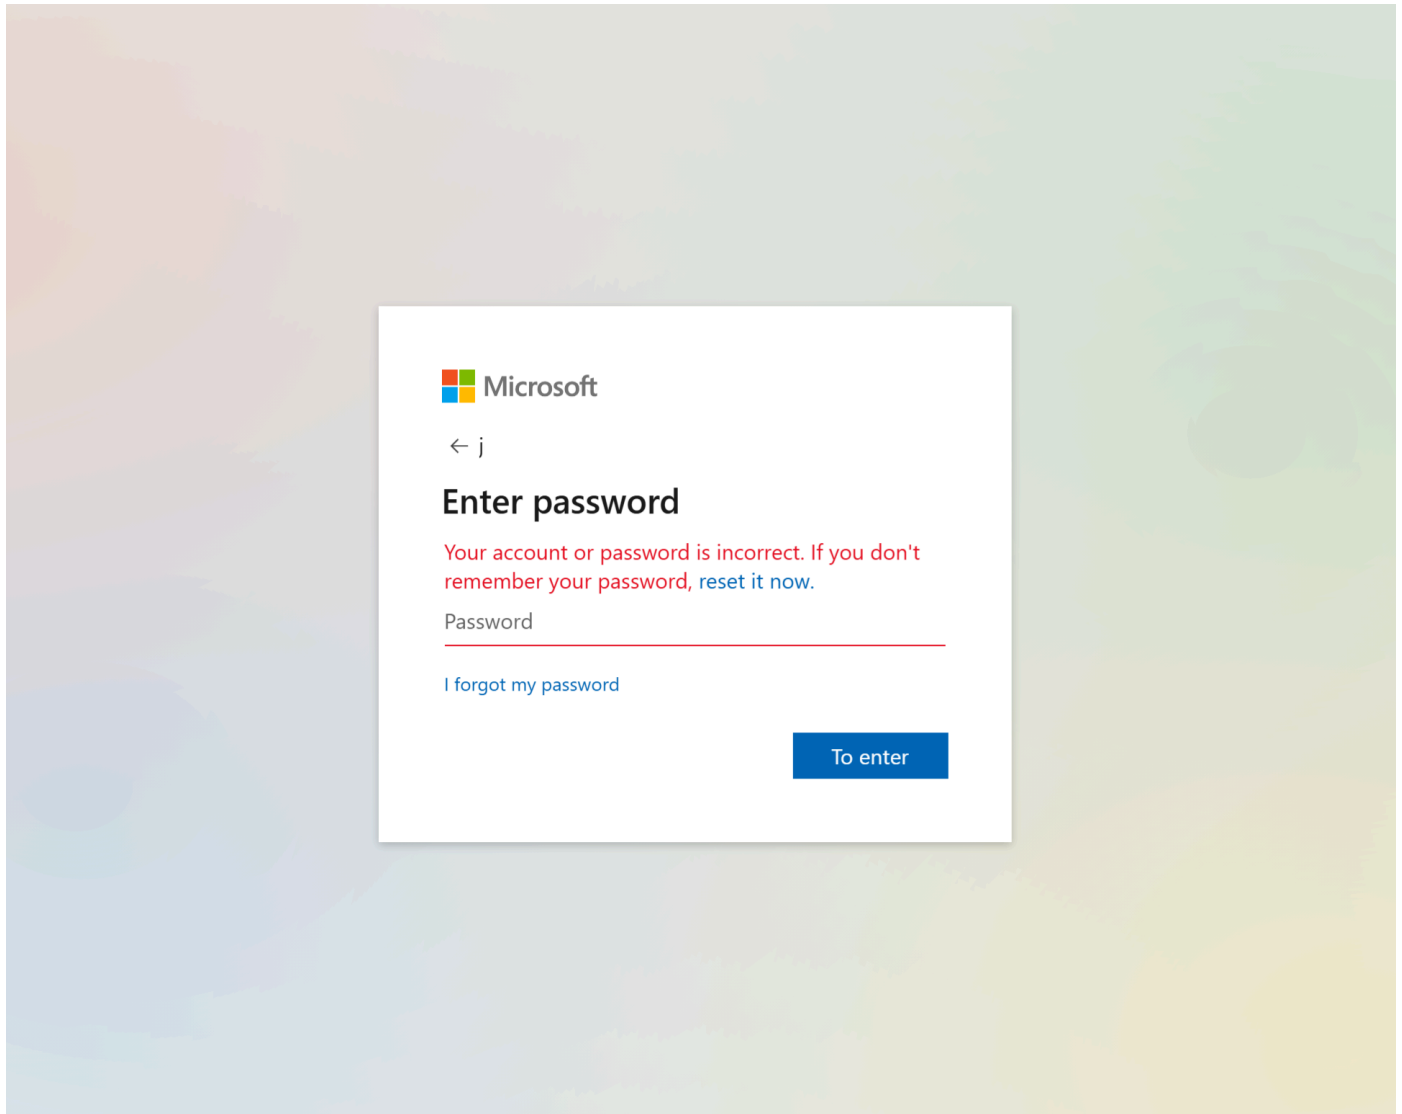 Microsoft
← j
Enter password
Your account or password is incorrect. If you don't
remember your password, reset it now.
Password
I forgot my password
To enter